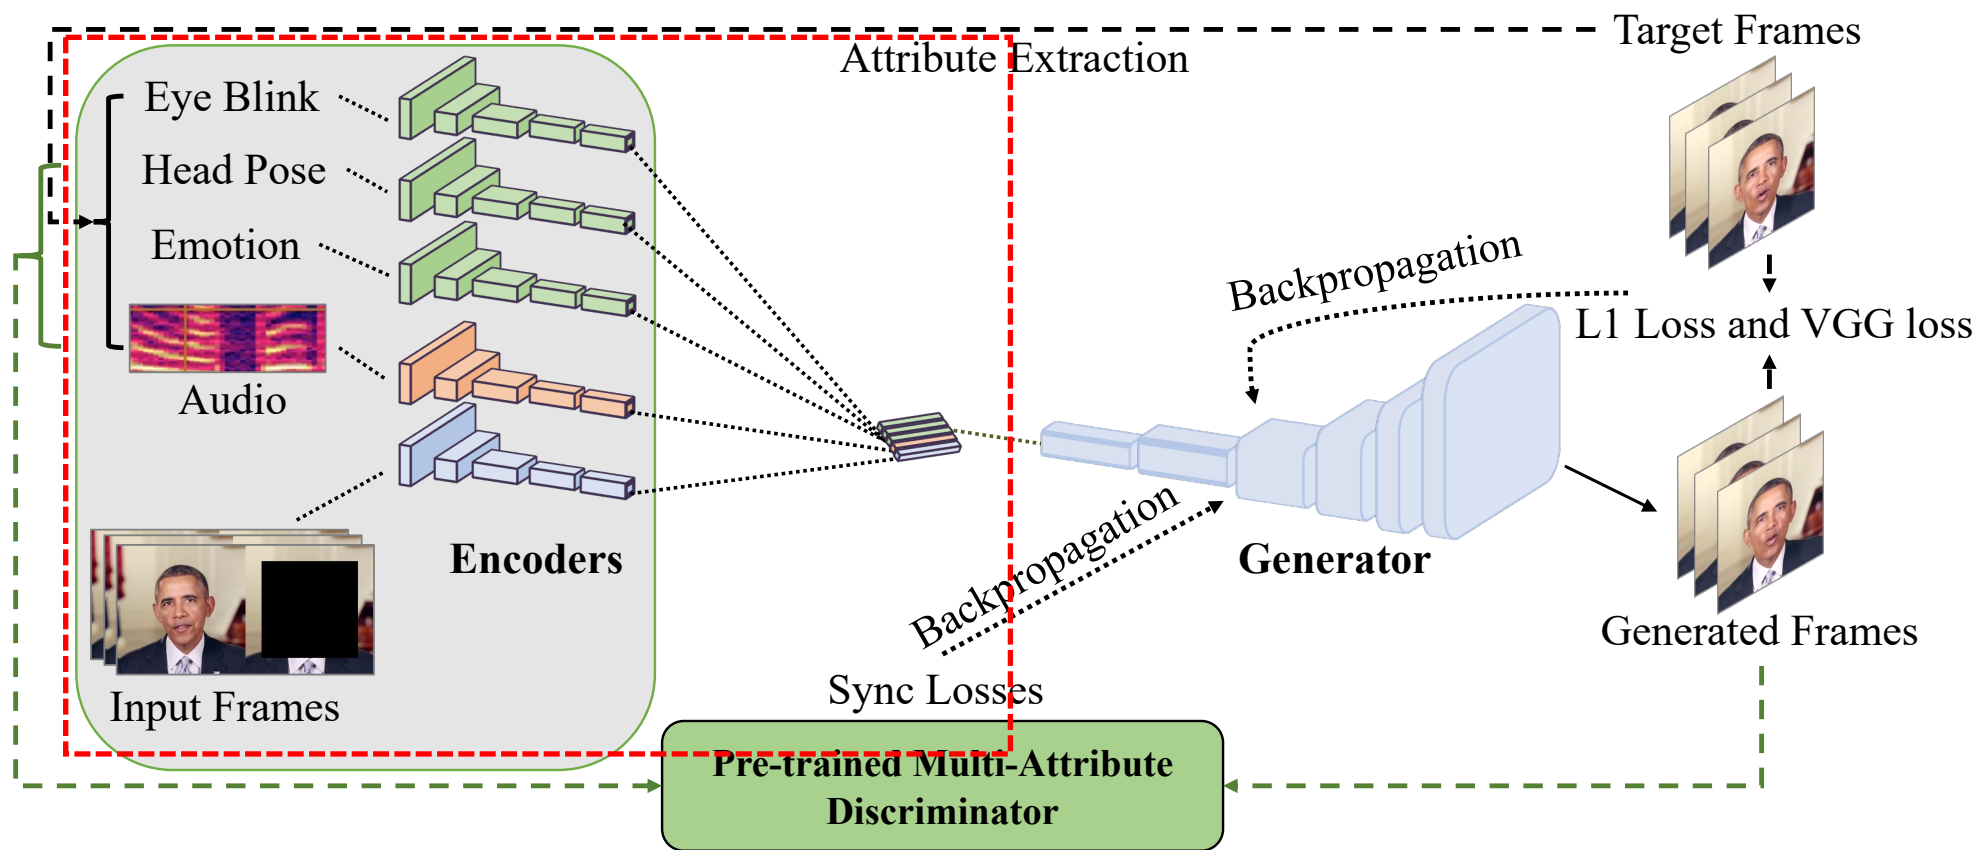 Target Frames
Attribute Extraction
Eye Blink
Head Pose
Emotion
Audio
Input Frames
Encoders
Backpropagation
L1 Loss and VGG loss
Backpropagation
Generator
Generated Frames
Sync Losses
Pre-trained Multi-Attribute
Discriminator